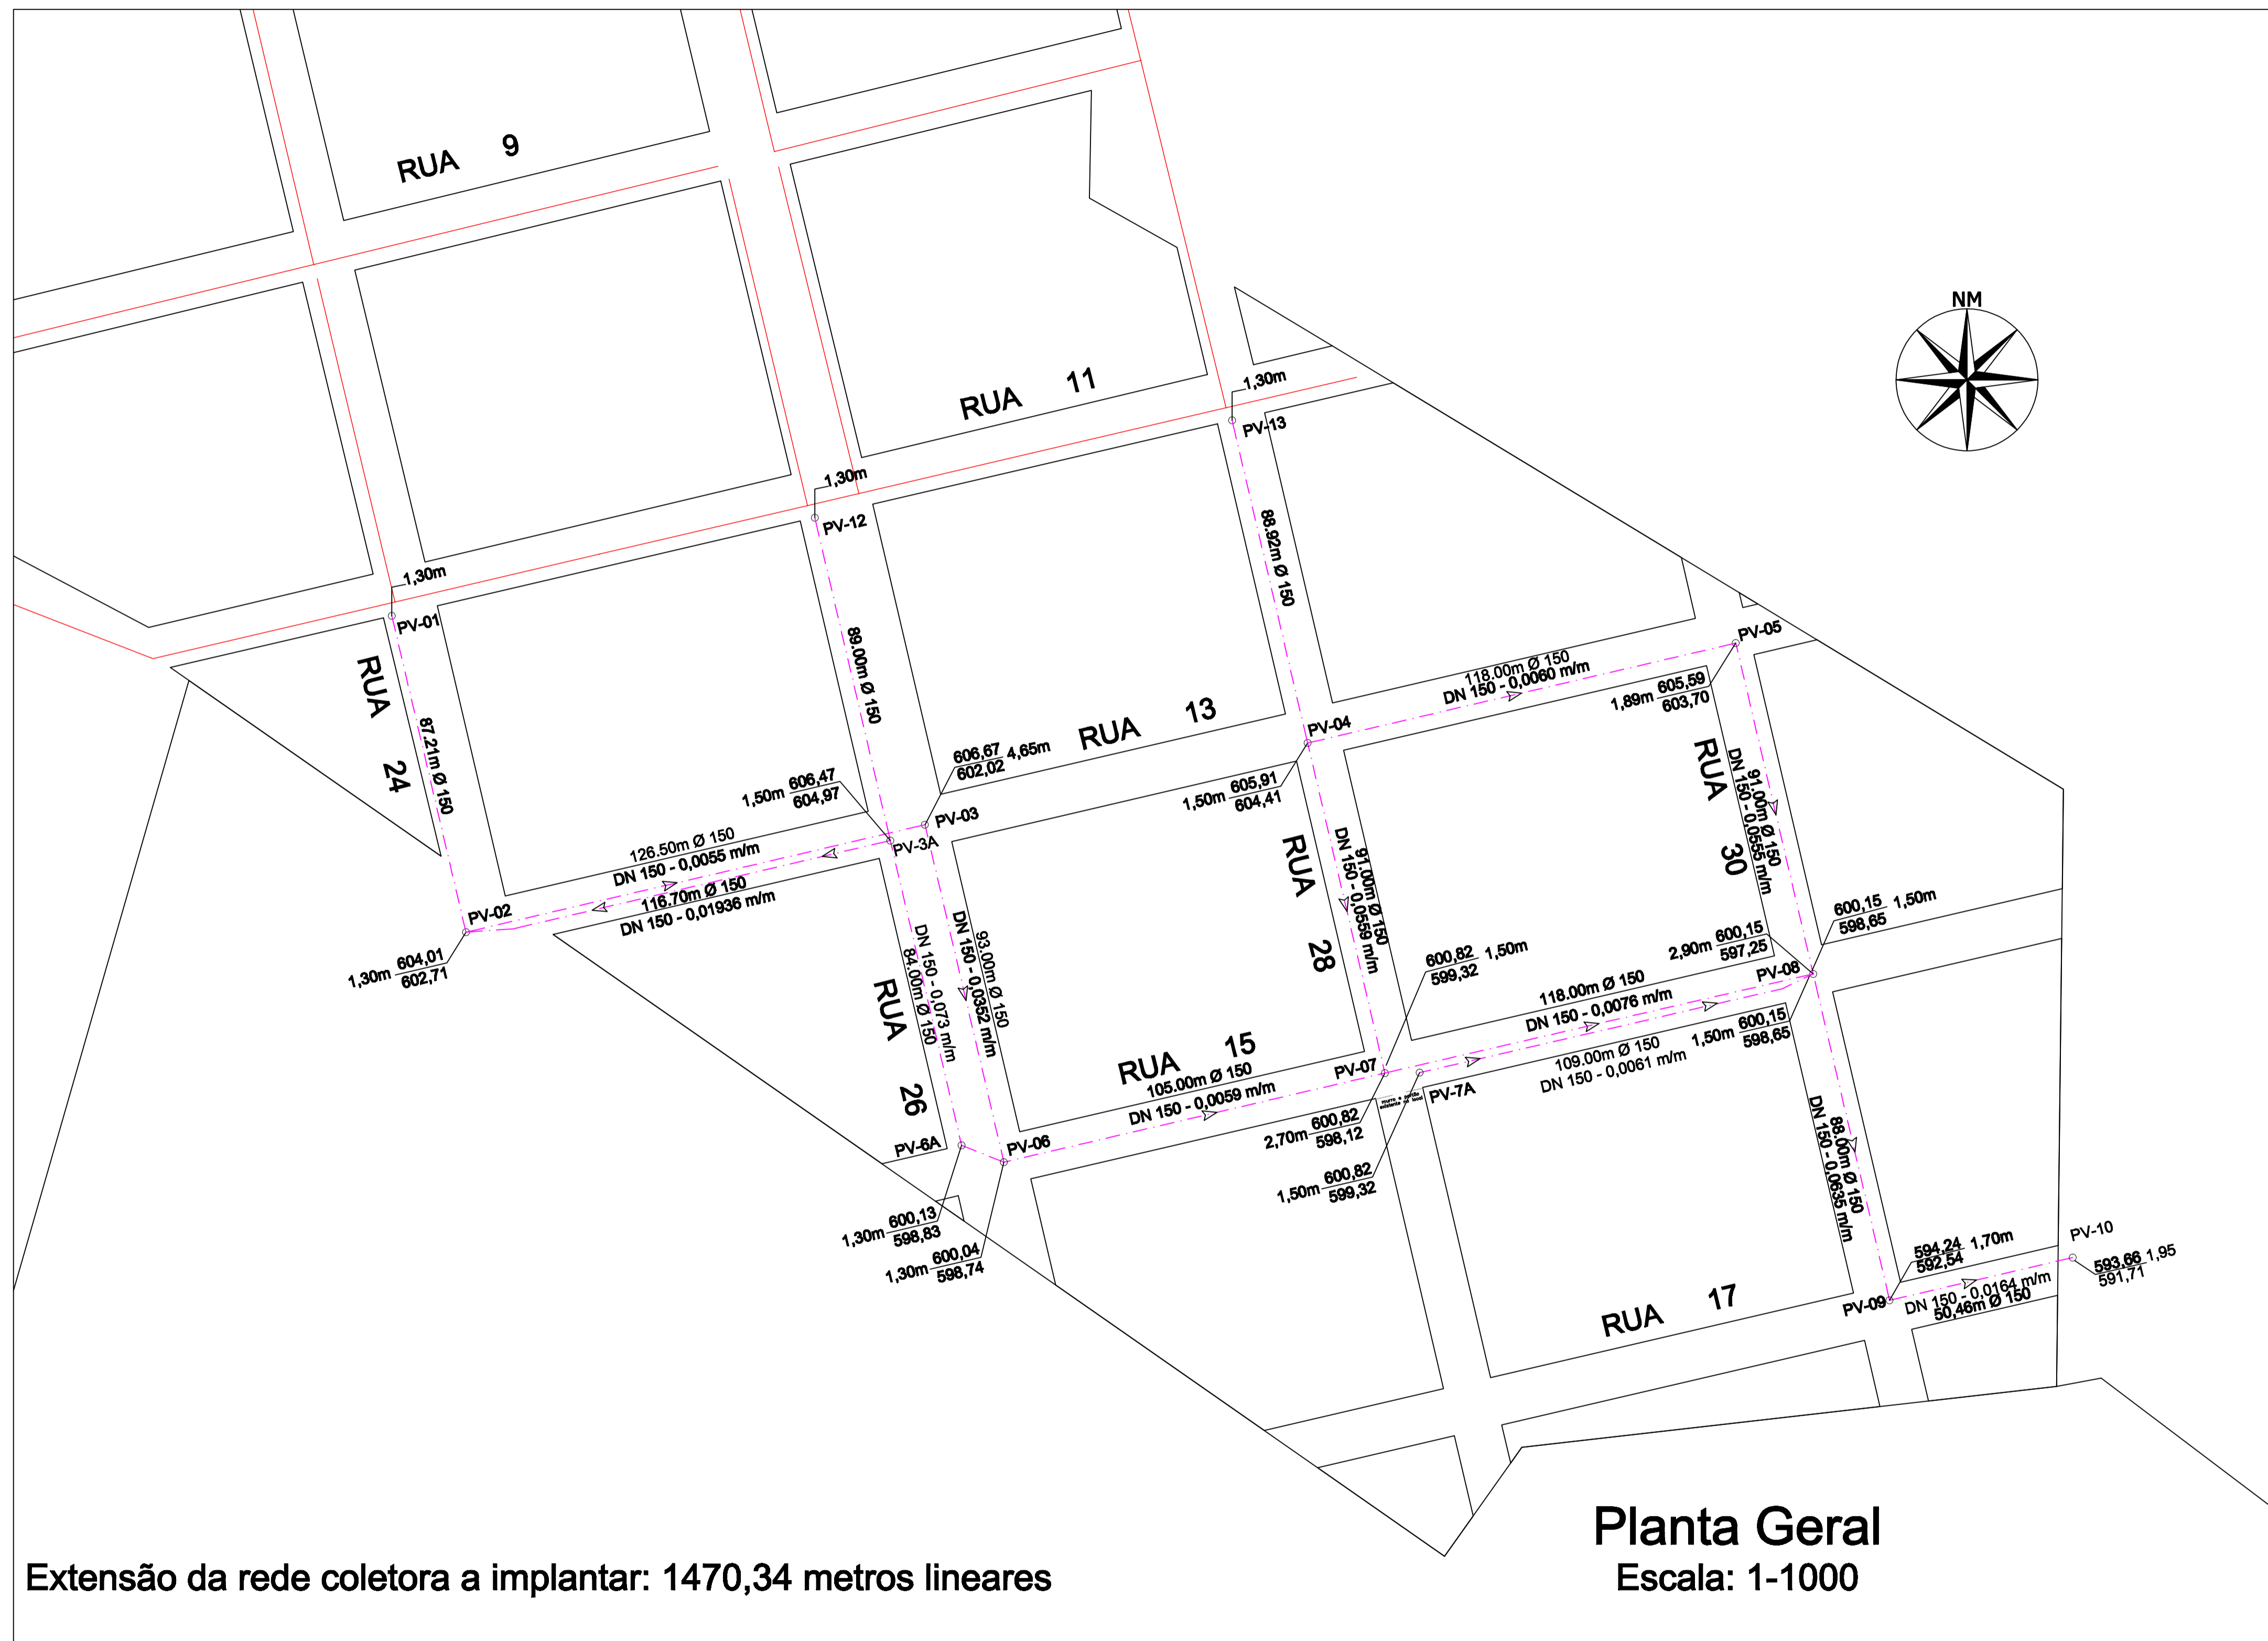 RUA 9
NM
RUA 11
1,30m
PV-13
1,30m
PV-12
1,30m
PV-01
88.92m Ø 150
RUA 24
87.21m Ø 150
89.00m Ø 150
PV-05
118.00m Ø 150
DN 150 - 0,0060 m/m
1,89m 605,59
603,70
RUA 13
PV-04
606,67 4,65m
602,02
1,50m 606,47
604,97
1,50m 605,91
604,41
RUA 30
91.00m Ø 150
DN 150 - 0,0555 m/m
PV-03
PV-3A
126.50m Ø 150
DN 150 - 0,0055 m/m
116.70m Ø 150
DN 150 - 0,01936 m/m
PV-02
1,30m 604,01
602,71
RUA 28
91.00m Ø 150
DN 150 - 0,0559 m/m
600,15 1,50m
598,65
2,90m 600,15
597,25
PV-08
600,82 1,50m
599,32
RUA 26
DN 150 - 0,073 m/m
84.00m Ø 150
93.00m Ø 150
DN 150 - 0,0352 m/m
118.00m Ø 150
DN 150 - 0,0076 m/m
1,50m 600,15
598,65
109.00m Ø 150
DN 150 - 0,0061 m/m
RUA 15
105.00m Ø 150
DN 150 - 0,0059 m/m
PV-07
PV-7A
2,70m 600,82
598,12
1,50m 600,82
599,32
PV-6A
PV-06
1,30m 600,13
598,83
1,30m 600,04
598,74
88.00m Ø 150
DN 150 - 0,0635 m/m
PV-10
594,24 1,70m
592,54
593,66 1,95
591,71
PV-09
DN 150 - 0,0164 m/m
50,46m Ø 150
RUA 17
Planta Geral
Escala: 1-1000
Extensão da rede coletora a implantar: 1470,34 metros lineares